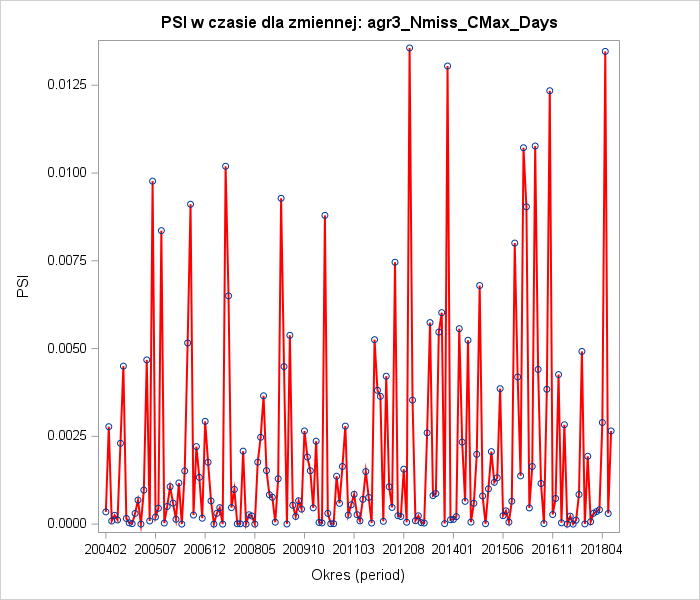 PSI w czasie dla zmiennej: agr3_Nmiss_CMax_Days
0.0125
0.0100
0.0075
0.0050
0.0025
0.0000
PSI
200402 200507 200612 200805 200910 201103 201208 201401 201506 201611 201804
Okres (period)